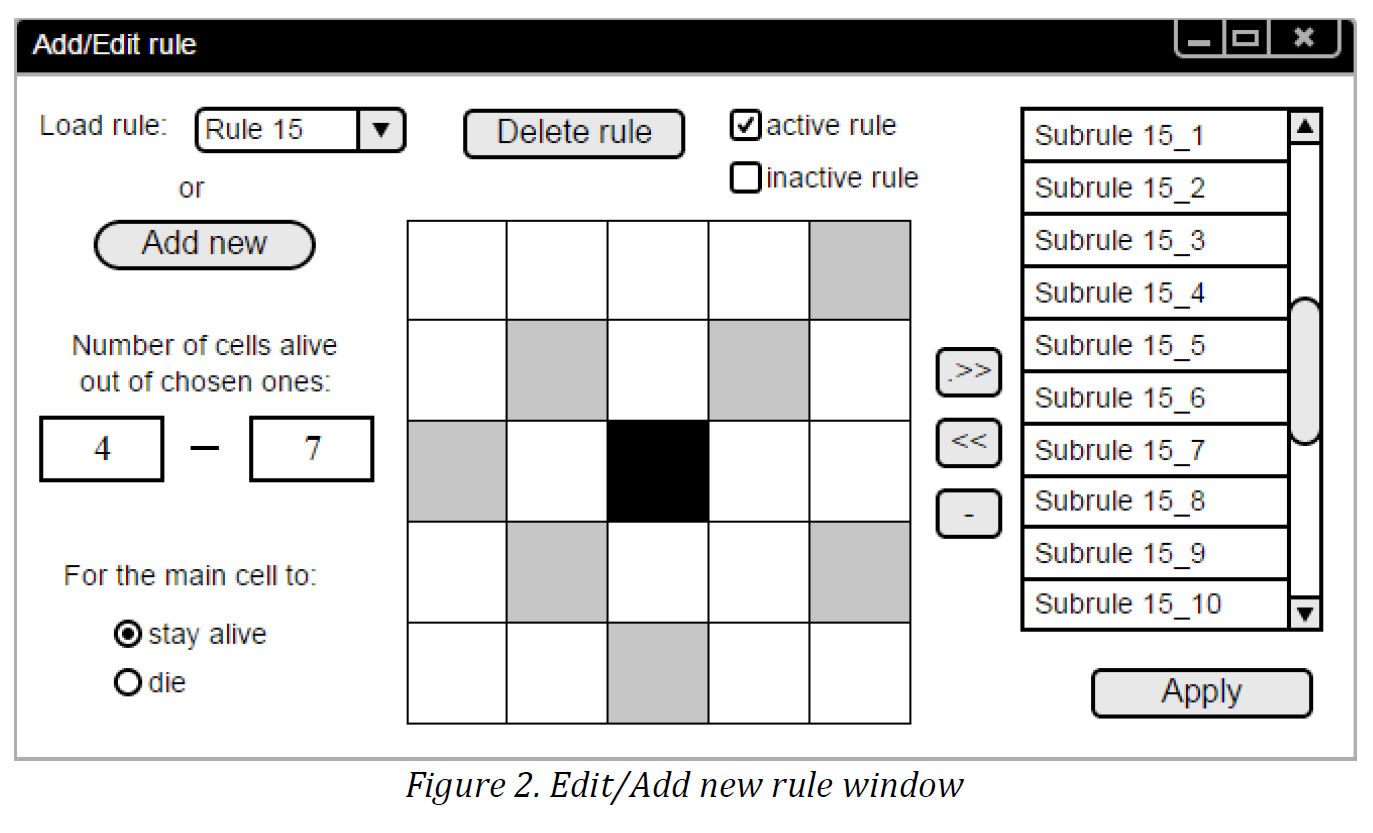 Add/Edit rule
Load rule:
Rule 15
Delete rule
active rule
inactive rule
or
Add new
Number of cells alive
out of chosen ones:
4 – 7
For the main cell to:
stay alive
die
.>>
<<
-
Subrule 15_1
Subrule 15_2
Subrule 15_3
Subrule 15_4
Subrule 15_5
Subrule 15_6
Subrule 15_7
Subrule 15_8
Subrule 15_9
Subrule 15_10
Apply
Figure 2. Edit/Add new rule window